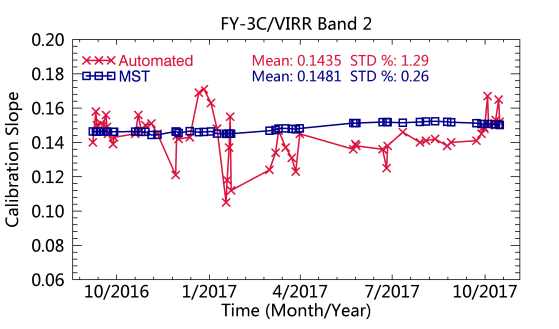 FY-3C/VIRR Band 2
0.20
Automated Mean: 0.1435 STD %: 1.29
0.18
MST Mean: 0.1481 STD %: 0.26
0.16
0.14
0.12
0.10
0.08
0.06
Calibration Slope
10/2016 1/2017 4/2017 7/2017 10/2017
Time (Month/Year)